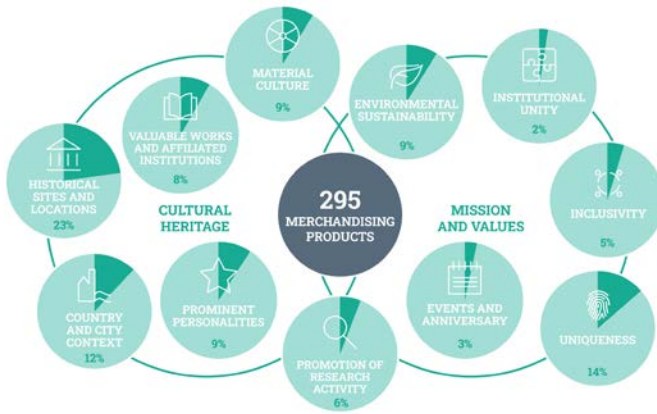 MATERIAL
CULTURE
9%
ENVIRONMENTAL
SUSTAINABILITY
9%
INSTITUTIONAL
UNITY
2%
VALUABLE WORKS
AND AFFILIATED
INSTITUTIONS
8%
HISTORICAL
SITES AND
LOCATIONS
23%
CULTURAL
HERITAGE
295
MERCHANDISING
PRODUCTS
MISSION
AND VALUES
INCLUSIVITY
5%
COUNTRY
AND CITY
CONTEXT
12%
PROMINENT
PERSONALITIES
9%
PROMOTION OF
RESEARCH
ACTIVITY
6%
EVENTS AND
ANNIVERSARY
3%
UNIQUENESS
14%